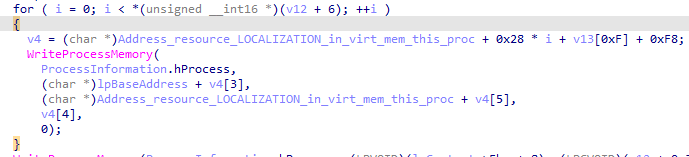 for ( i = 0; i < *(unsigned __int16 *)(v12 + 6); ++i )
{
v4 = (char *)Address_resource_LOCALIZATION_in_virt_mem_this_proc + 0x28 * i + v13[0xF] + 0xF8;
WriteProcessMemory(
ProcessInformation.hProcess,
(char *)lpBaseAddress + v4[3],
(char *)Address_resource_LOCALIZATION_in_virt_mem_this_proc + v4[5],
v4[4],
0);
}